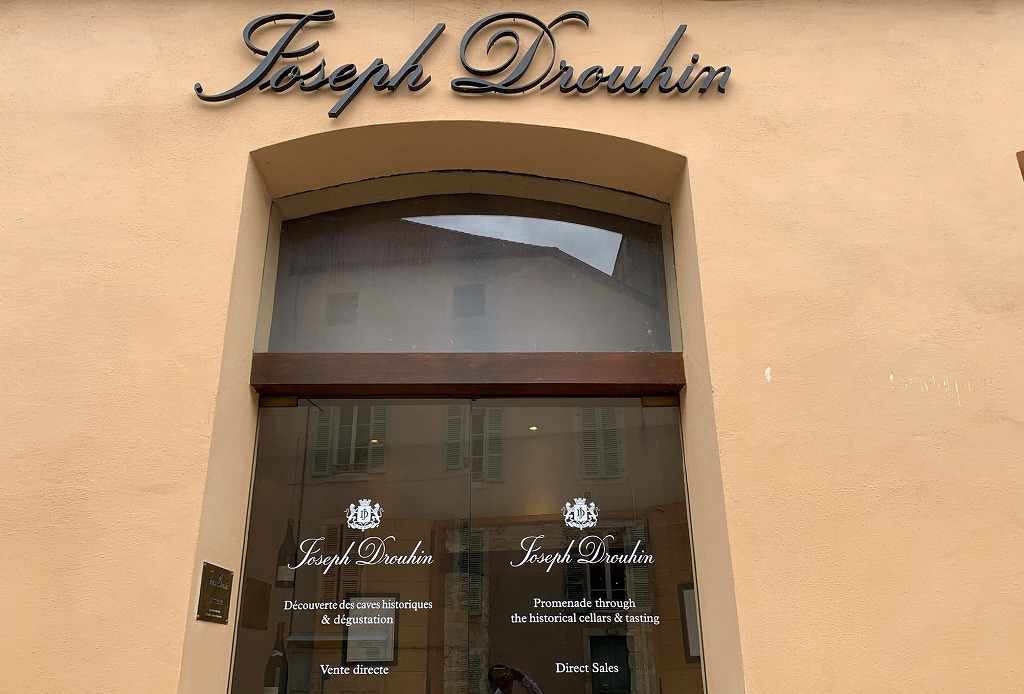 Joseph Drouhin
Joseph Drouhin
Découverte des caves historiques
& dégustation
Vente directe
Joseph Drouhin
Promenade through
the historical cellars & tasting
Direct Sales